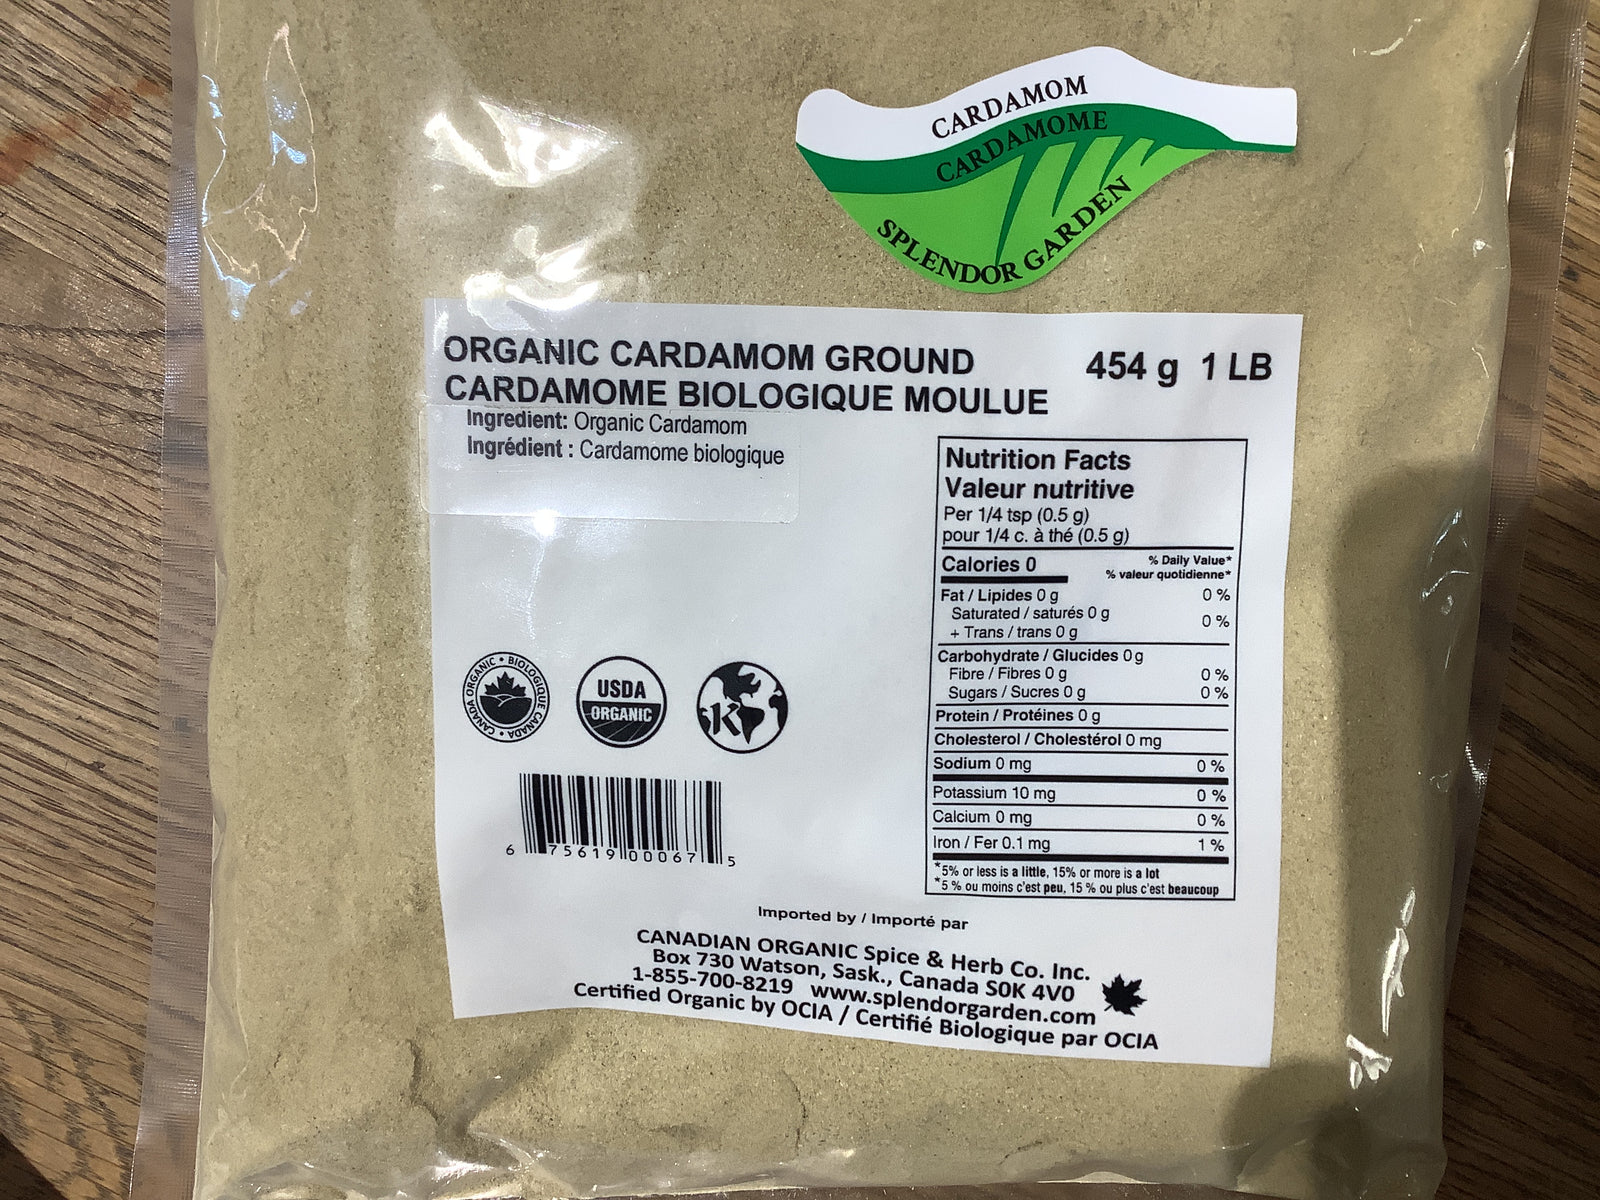 CARDAMOM
CARDAMOME
SPLENDOR GARDEN
ORGANIC CARDAMOM GROUND
CARDAMOME BIOLOGIQUE MOULUE
454 g 1 LB
Ingredient: Organic Cardamom
Ingrédient : Cardamome biologique
Nutrition Facts
Valeur nutritive
Per 1/4 tsp (0.5 g)
pour 1/4 c. à thé (0.5 g)
Calories 0
% Daily Value*
% valeur quotidienne*
Fat / Lipides 0 g 0 %
Saturated / saturés 0 g
+ Trans / trans 0 g
0 %
Carbohydrate / Glucides 0 g
Fibre / Fibres 0 g 0 %
Sugars / Sucres 0 g 0 %
Protein / Protéines 0 g
Cholesterol / Cholestérol 0 mg
Sodium 0 mg 0 %
Potassium 10 mg 0 %
Calcium 0 mg 0 %
Iron / Fer 0.1 mg 1 %
*5% or less is a little, 15% or more is a lot
*5 % ou moins c'est peu, 15 % ou plus c'est beaucoup
CANADA ORGANIC • BIOLOGIQUE CANADA •
USDA
ORGANIC
K
6 75619 00067 5
Imported by / Importé par
CANADIAN ORGANIC Spice & Herb Co. Inc.
Box 730 Watson, Sask., Canada S0K 4V0
1-855-700-8219 www.splendorgarden.com
Certified Organic by OCIA / Certifié Biologique par OCIA